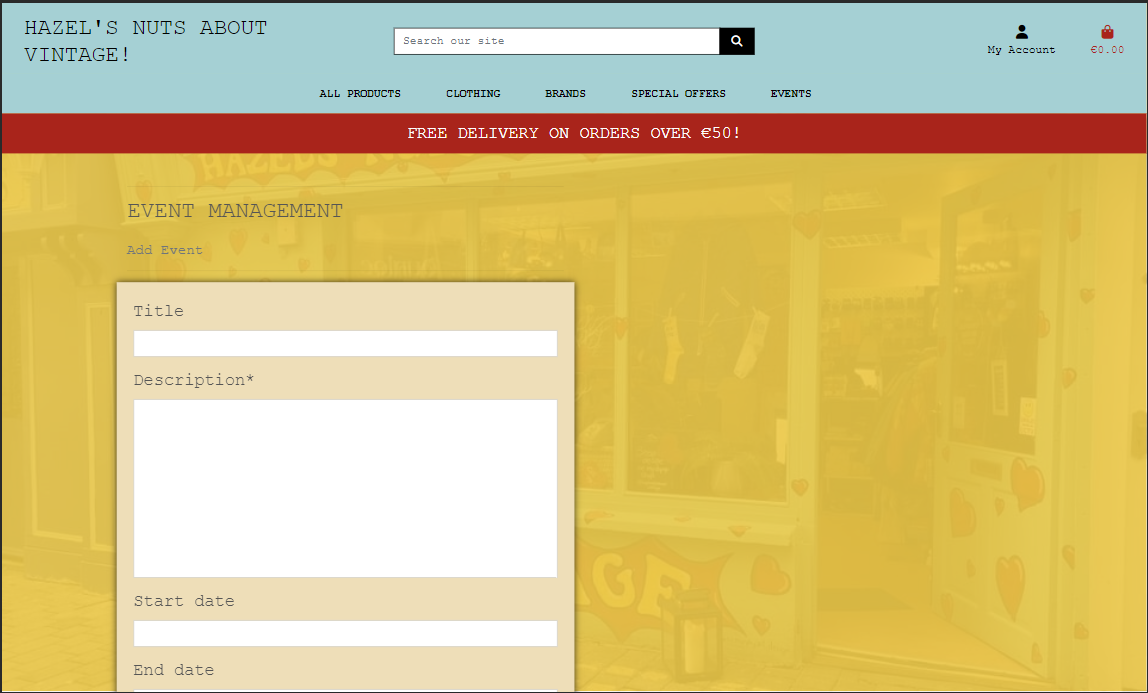 HAZEL'S NUTS ABOUT
VINTAGE!
Search our site
My Account
€0.00
ALL PRODUCTS CLOTHING BRANDS SPECIAL OFFERS EVENTS
FREE DELIVERY ON ORDERS OVER €50!
HAZELS
EVENT MANAGEMENT
Add Event
Title
Description*
Start date
End date